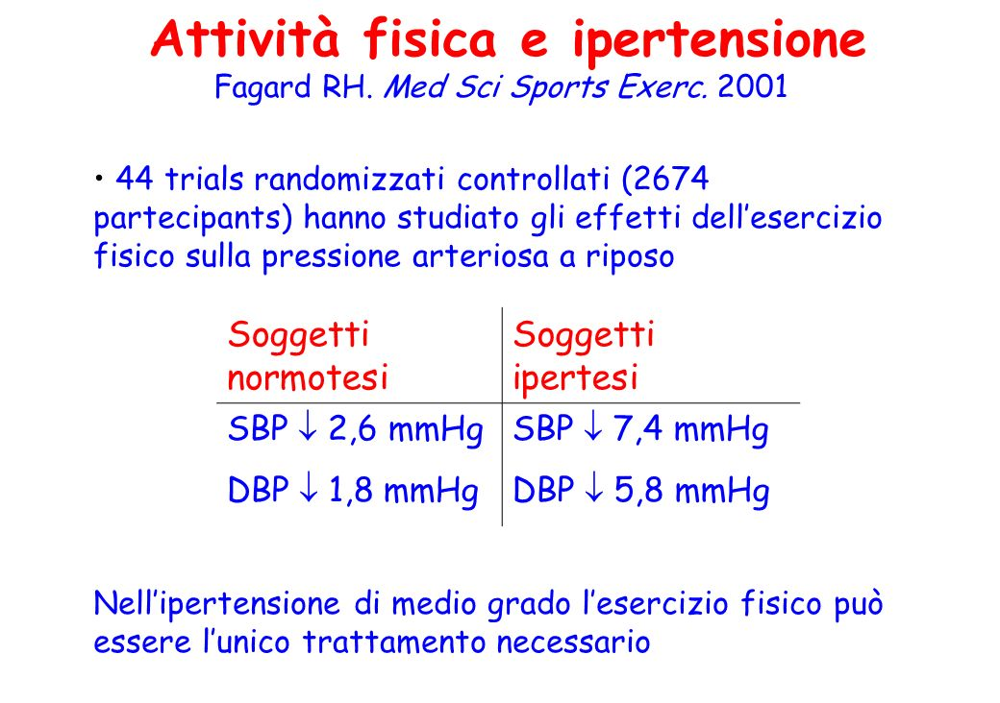 Attività fisica e ipertensione
Fagard RH. Med Sci Sports Exerc. 2001
• 44 trials randomizzati controllati (2674
partecipants) hanno studiato gli effetti dell’esercizio
fisico sulla pressione arteriosa a riposo
Soggetti
normotesi
Soggetti
ipertesi
SBP ↓ 2,6 mmHg
SBP ↓ 7,4 mmHg
DBP ↓ 1,8 mmHg
DBP ↓ 5,8 mmHg
Nell’ipertensione di medio grado l’esercizio fisico può
essere l’unico trattamento necessario